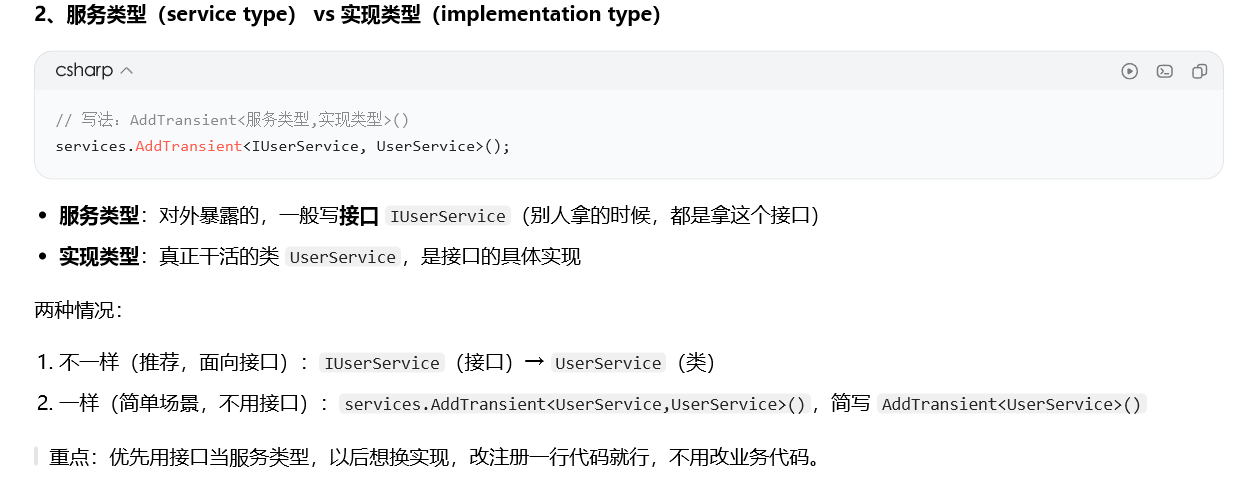 2、服务类型（service type） vs 实现类型（implementation type）
csharp
// 写法：AddTransient<服务类型,实现类型>()
services.AddTransient<IUserService, UserService>();
• 服务类型：对外暴露的，一般写接口 IUserService（别人拿的时候，都是拿这个接口）
• 实现类型：真正干活的类 UserService，是接口的具体实现
两种情况：
1. 不一样（推荐，面向接口）：IUserService（接口）→ UserService（类）
2. 一样（简单场景，不用接口）：services.AddTransient<UserService,UserService>()，简写 AddTransient<UserService>()
重点：优先用接口当服务类型，以后想换实现，改注册一行代码就行，不用改业务代码。